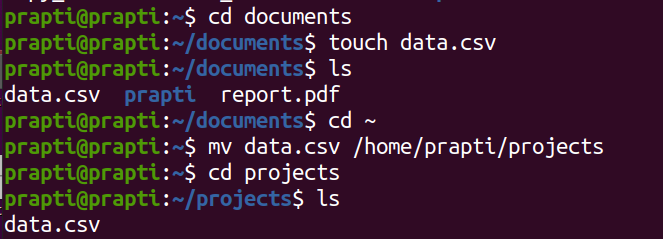 prapti@prapti:~$ cd documents
prapti@prapti:~/documents$ touch data.csv
prapti@prapti:~/documents$ ls
data.csv  prapti  report.pdf
prapti@prapti:~/documents$ cd ~
prapti@prapti:~$ mv data.csv /home/prapti/projects
prapti@prapti:~$ cd projects
prapti@prapti:~/projects$ ls
data.csv